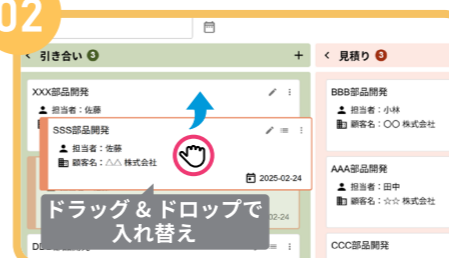 02
引き合い 3
見積り 3
XXX部品開発
担当者：佐藤
SSS部品開発
担当者：佐藤
顧客名：△△ 株式会社
2025-02-24
ドラッグ & ドロップで
入れ替え
02-24
BBB部品開発
担当者：小林
顧客名：〇〇 株式会社
AAA部品開発
担当者：田中
顧客名：☆☆ 株式会社
CCC部品開発